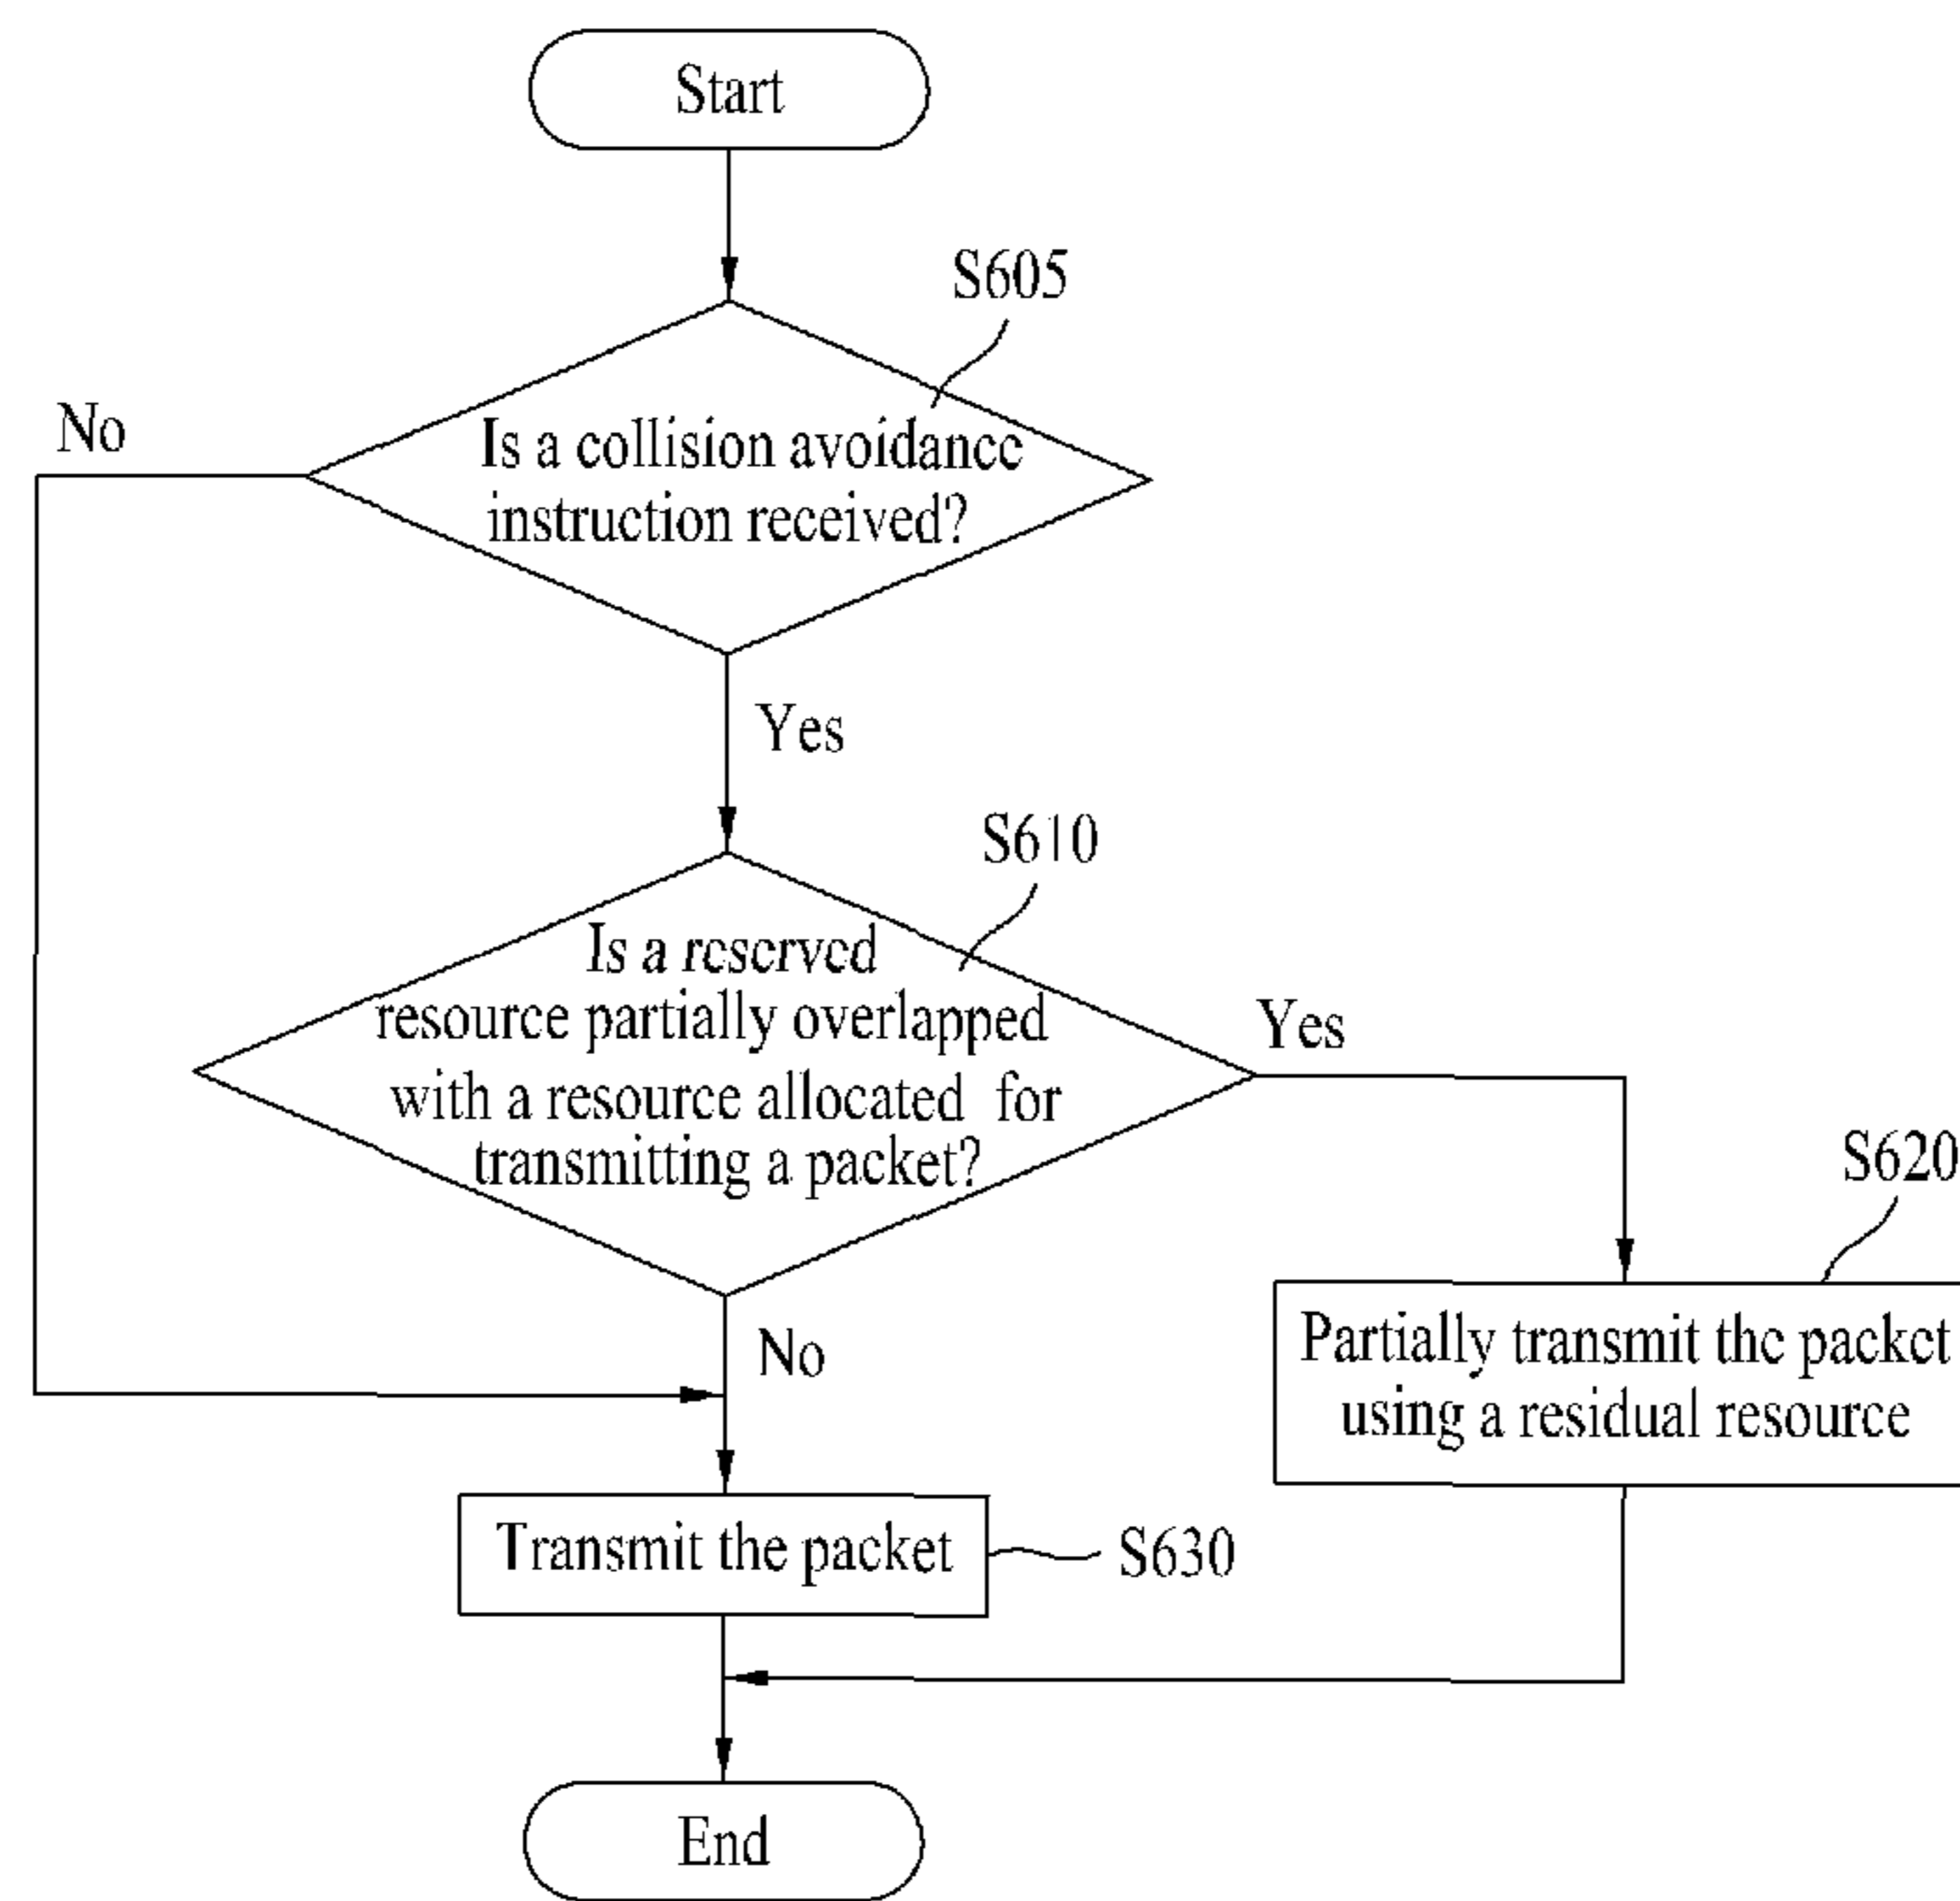 Start
S605
No
Is a collision avoidance
instruction received?
Yes
S610
Is a reserved
resource partially overlapped
with a resource allocated for
transmitting a packet?
Yes
S620
Partially transmit the packet
using a residual resource
No
Transmit the packet
S630
End